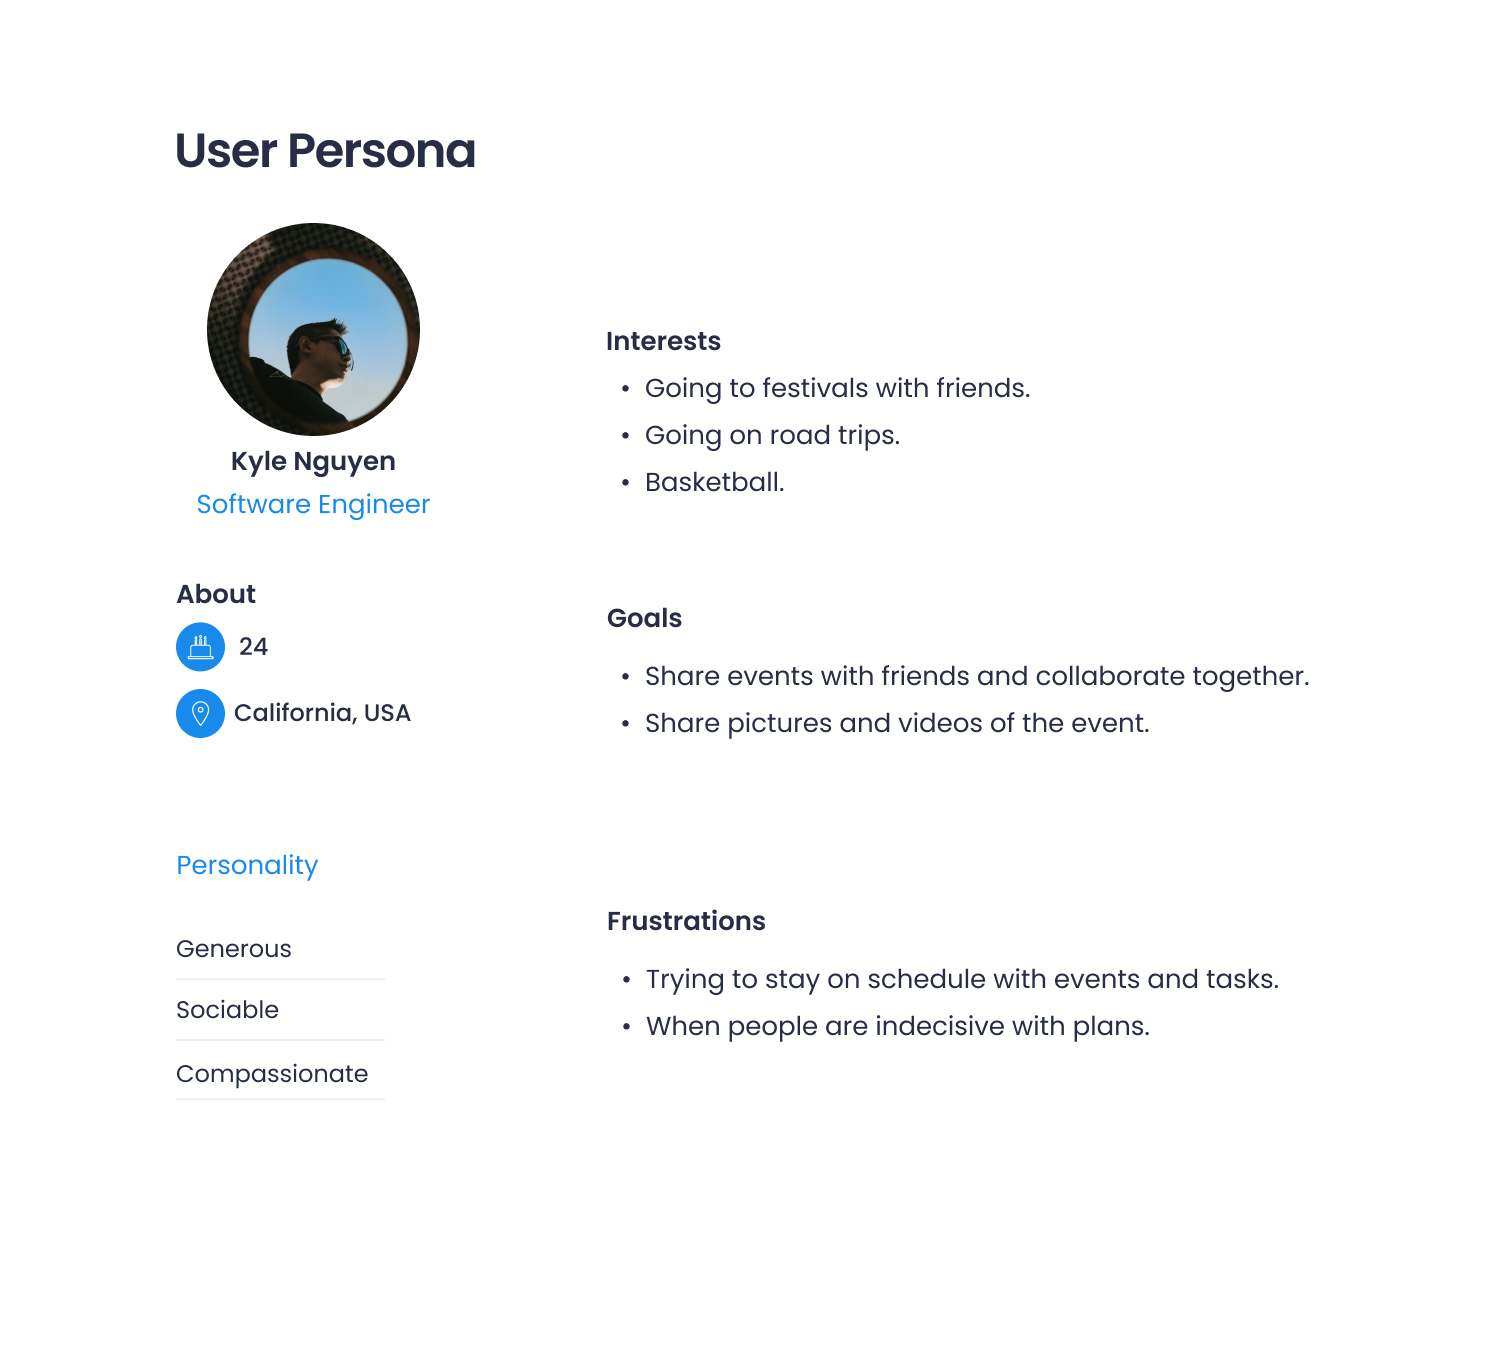 User Persona
Kyle Nguyen
Software Engineer
About
24
California, USA
Personality
Generous
Sociable
Compassionate
Interests
• Going to festivals with friends.
• Going on road trips.
• Basketball.
Goals
• Share events with friends and collaborate together.
• Share pictures and videos of the event.
Frustrations
• Trying to stay on schedule with events and tasks.
• When people are indecisive with plans.